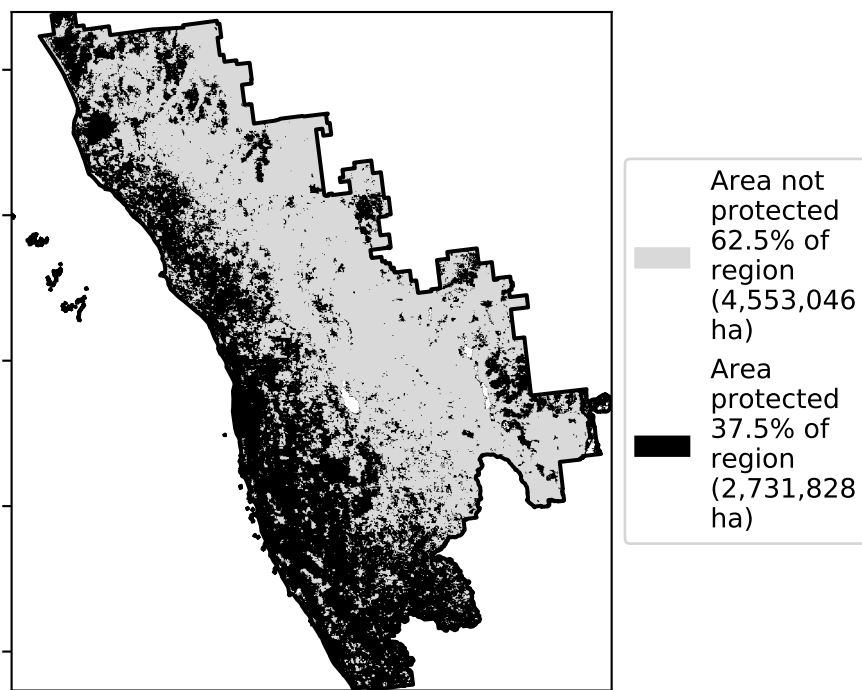 Area not
protected
62.5% of
region
(4,553,046
ha)
Area
protected
37.5% of
region
(2,731,828
ha)